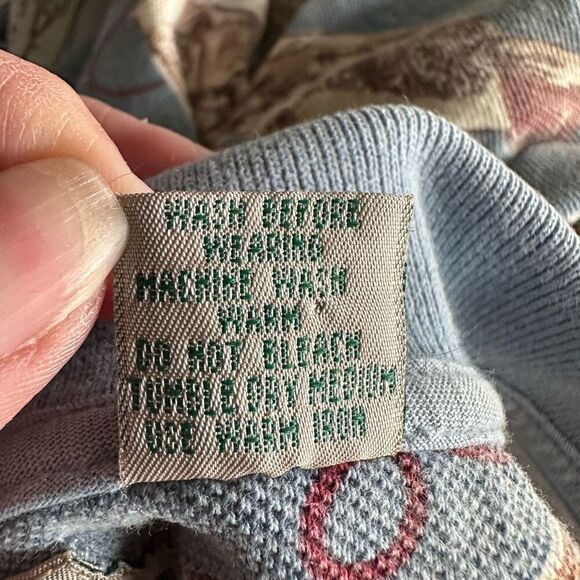 WASH BEFORE
WEARING
MACHINE WASH
WARM
DO NOT BLEACH
TUMBLE DRY MEDIUM
USE WARM IRON